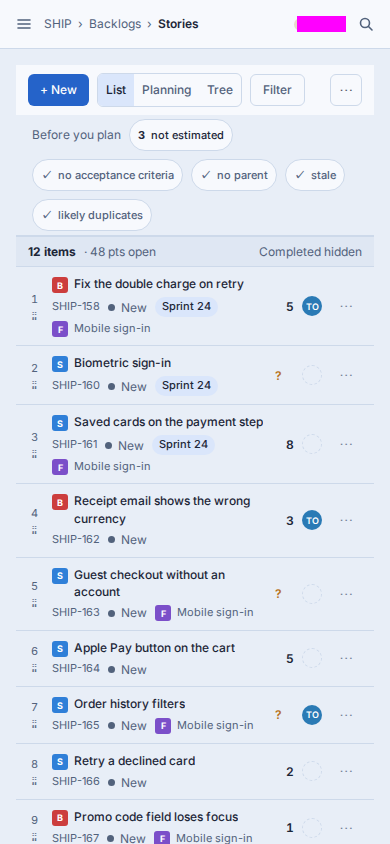 SHIP › Backlogs › Stories
+ New List Planning Tree Filter ...
Before you plan 3 not estimated
✓ no acceptance criteria ✓ no parent ✓ stale
✓ likely duplicates
12 items · 48 pts open Completed hidden
1 B Fix the double charge on retry
SHIP-158 New Sprint 24 5 TO ...
F Mobile sign-in
2 S Biometric sign-in
SHIP-160 New Sprint 24 ? ...
3 S Saved cards on the payment step
SHIP-161 New Sprint 24 8 ...
F Mobile sign-in
4 B Receipt email shows the wrong
currency 3 TO ...
SHIP-162 New
5 S Guest checkout without an
account ? ...
SHIP-163 New F Mobile sign-in
6 S Apple Pay button on the cart
SHIP-164 New 5 ...
7 S Order history filters
SHIP-165 New F Mobile sign-in ? TO ...
8 S Retry a declined card
SHIP-166 New 2 ...
9 B Promo code field loses focus
SHIP-167 New F Mobile sign-in 1 ...